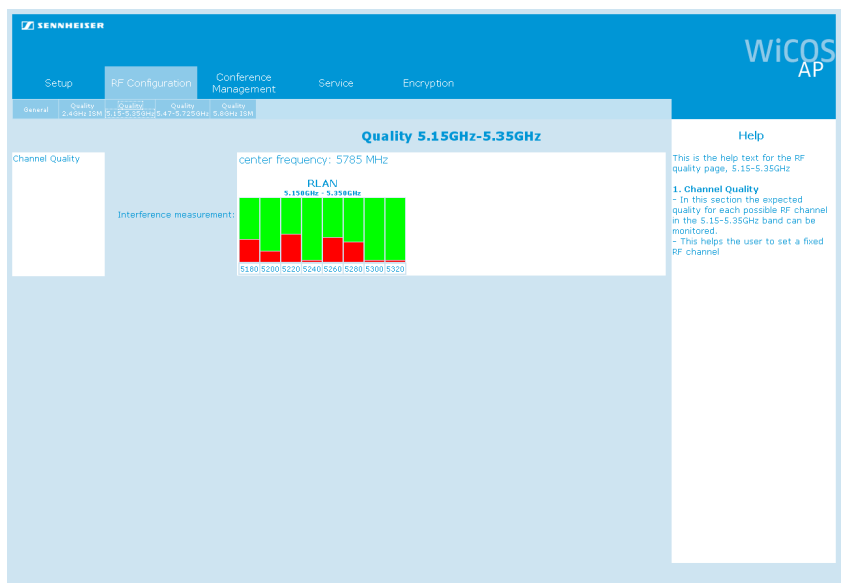 SENNHEISER
WiCOS
AP
Setup
RF Configuration
Conference
Management
Service
Encryption
General
Quality
2.4GHz ISM
Quality
5.15-5.35GHz
Quality
5.47-5.725GHz
Quality
5.8GHz ISM
Quality 5.15GHz-5.35GHz
Channel Quality
center frequency: 5785 MHz
RLAN
5.150GHz - 5.350GHz
Interference measurement:
5180 5200 5220 5240 5260 5280 5300 5320
Help
This is the help text for the RF
quality page, 5.15-5.35GHz
1. Channel Quality
- In this section the expected
quality for each possible RF channel
in the 5.15-5.35GHz band can be
monitored.
- This helps the user to set a fixed
RF channel